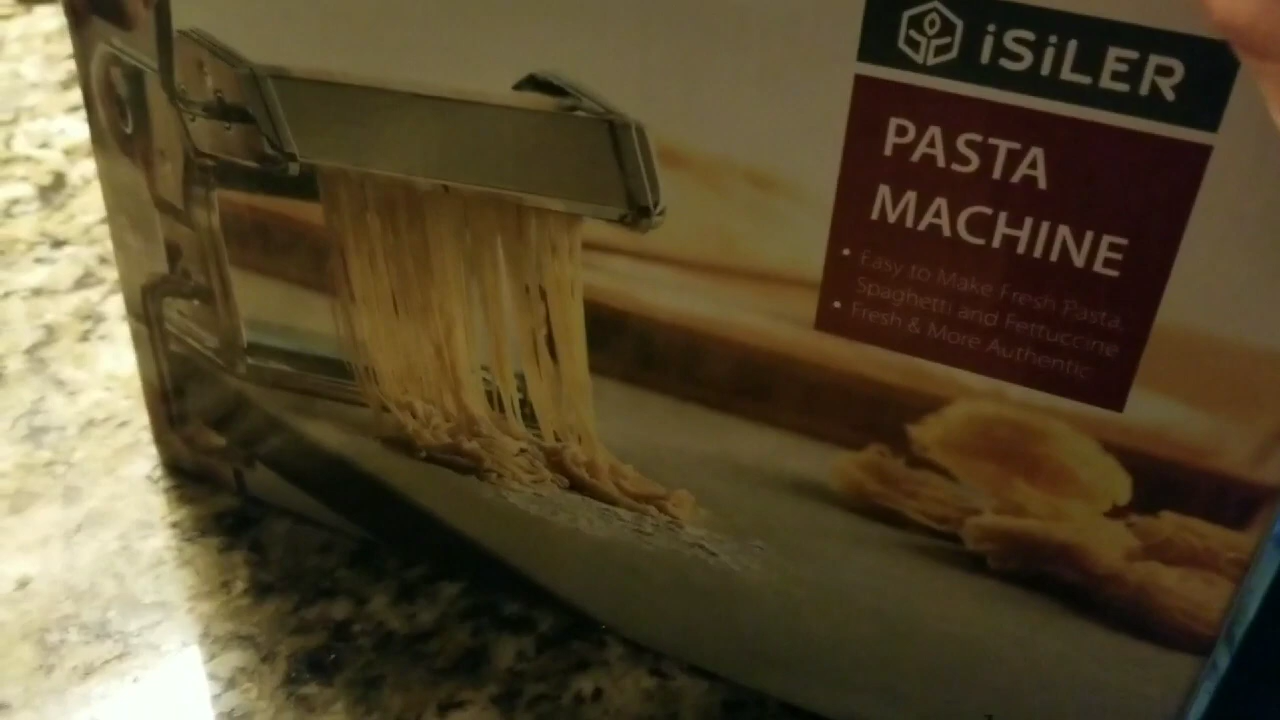 iSiLER
PASTA
MACHINE
• Easy to Make Fresh Pasta,
Spaghetti and Fettuccine
• Fresh & More Authentic